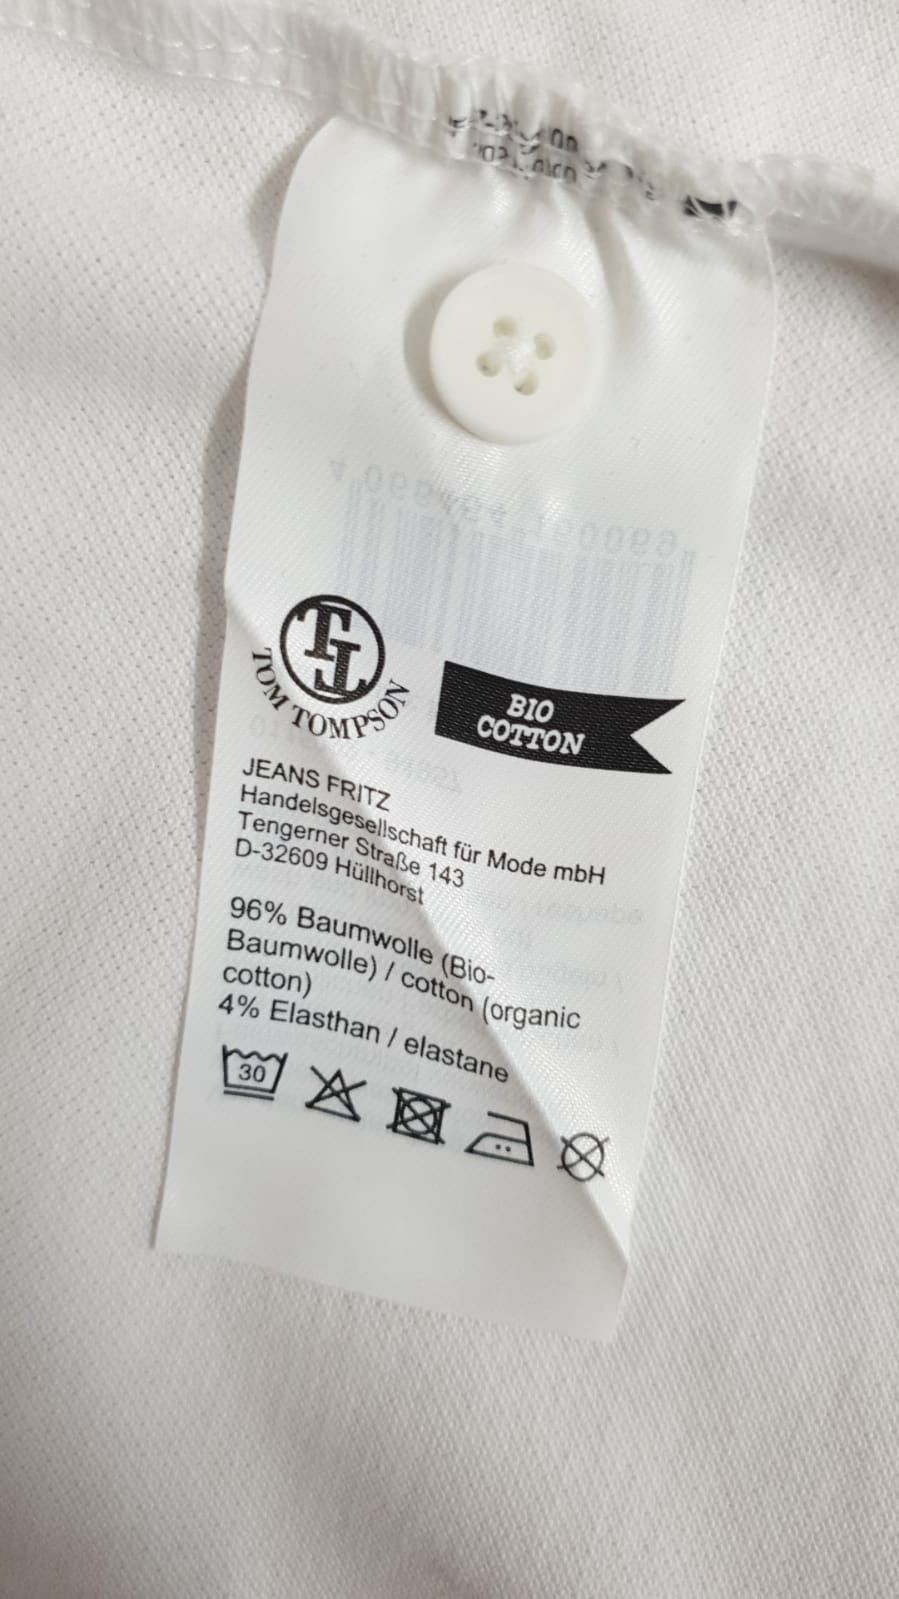 TT
TOM TOMPSON
BIO
COTTON
JEANS FRITZ
Handelsgesellschaft für Mode mbH
Tengerner Straße 143
D-32609 Hüllhorst
96% Baumwolle (Bio-
Baumwolle) / cotton (organic
cotton)
4% Elasthan / elastane
30